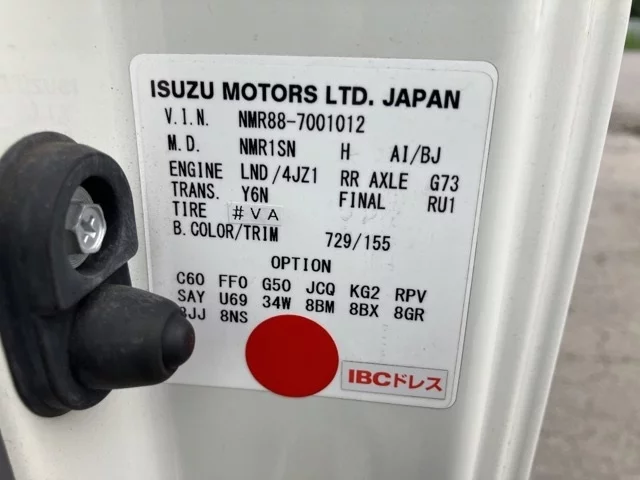 ISUZU MOTORS LTD. JAPAN
V.I.N. NMR88-7001012
M.D. NMR1SN H AI/BJ
ENGINE LND/4JZ1 RR AXLE G73
TRANS. Y6N FINAL RU1
TIRE #VA
B.COLOR/TRIM 729/155
OPTION
C60 FF0 G50 JCQ KG2 RPV
SAY U69 34W 8BM 8BX 8GR
8NS
IBCドレス